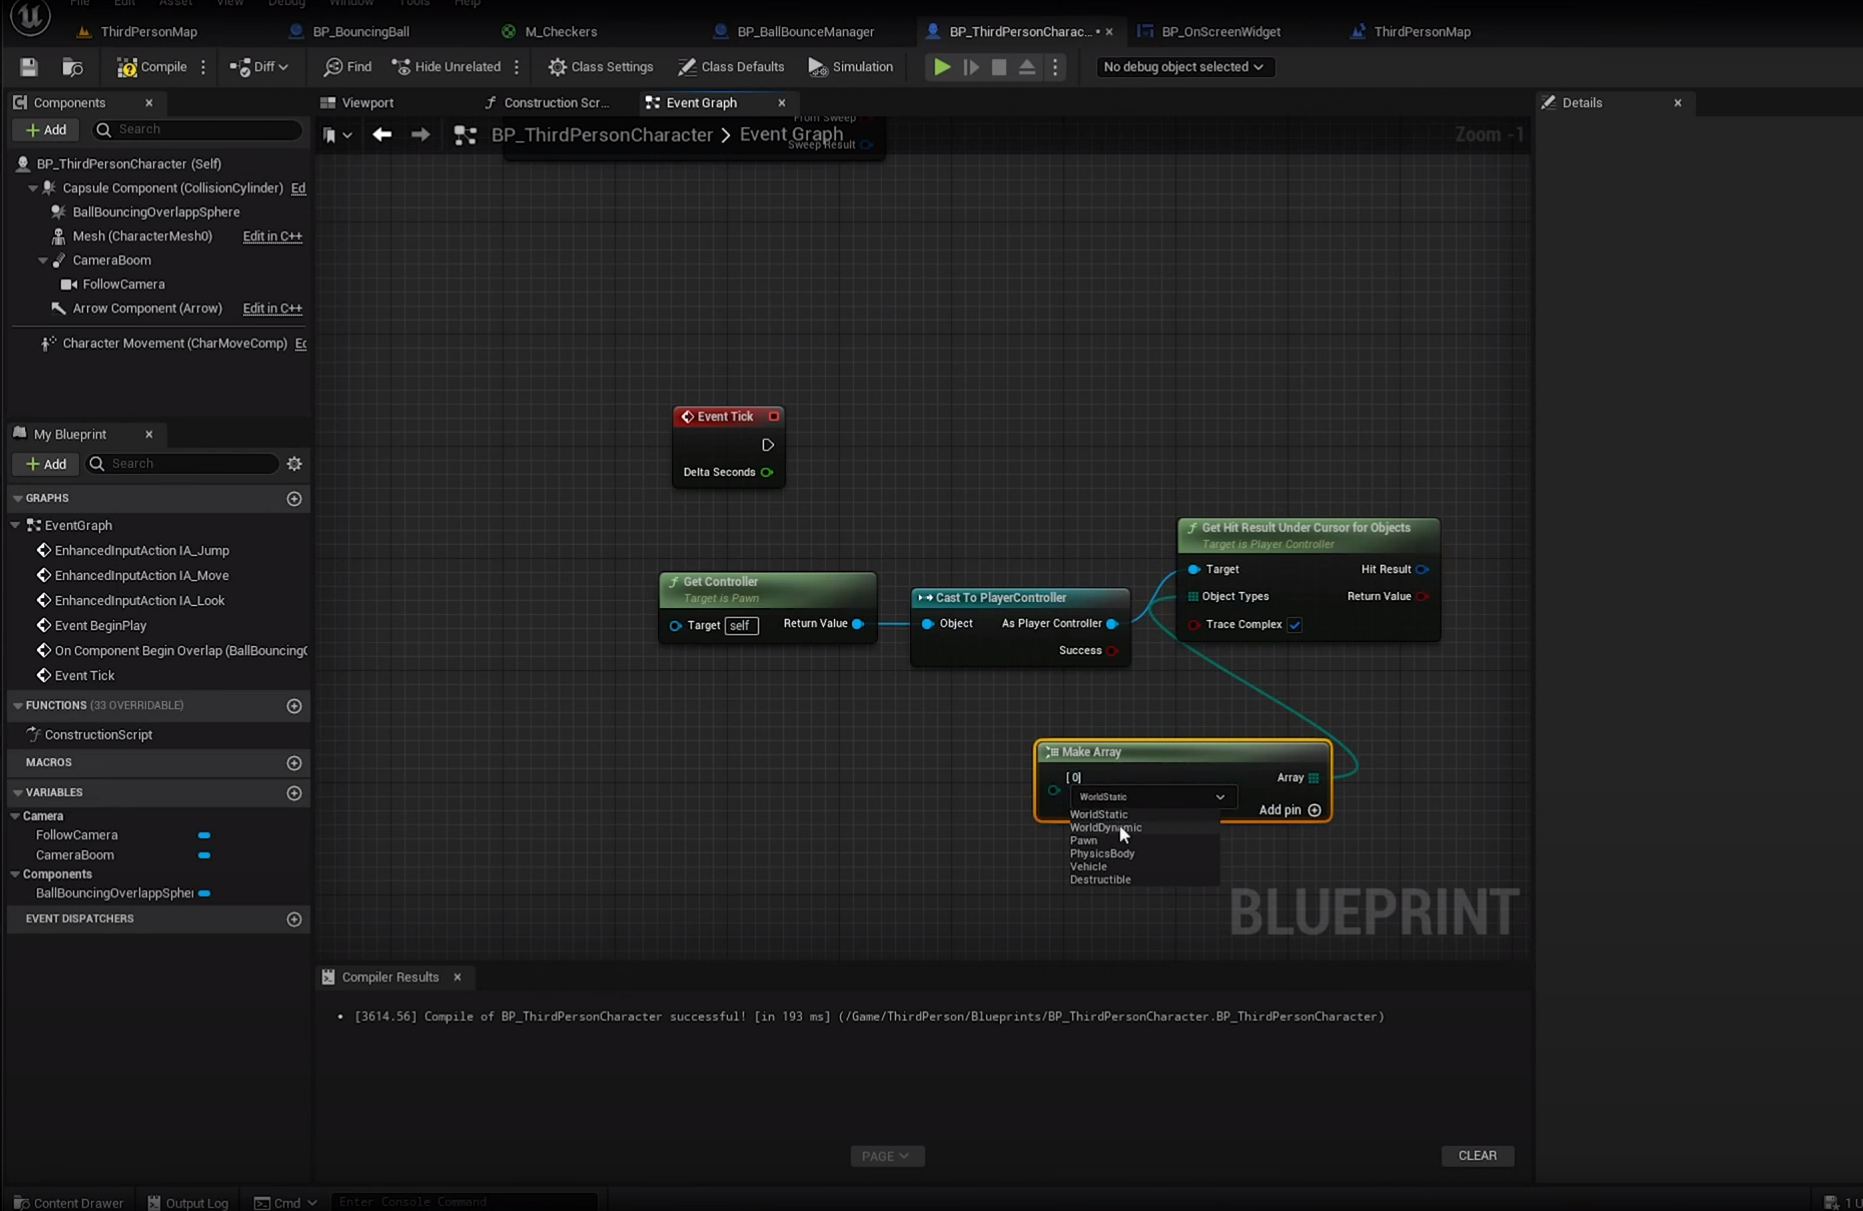 File Edit Asset View Debug Window Tools Help
ThirdPersonMap BP_BouncingBall M_Checkers BP_BallBounceManager BP_ThirdPersonCharac... • BP_OnScreenWidget ThirdPersonMap
Compile Diff Find Hide Unrelated Class Settings Class Defaults Simulation No debug object selected
Components Viewport Construction Scr... Event Graph Details
+ Add Search
BP_ThirdPersonCharacter > Event Graph Zoom -1
From Sweep
Sweep Result
BP_ThirdPersonCharacter (Self)
Capsule Component (CollisionCylinder) Ed
BallBouncingOverlappSphere
Mesh (CharacterMesh0) Edit in C++
CameraBoom
FollowCamera
Arrow Component (Arrow) Edit in C++
Character Movement (CharMoveComp) Ec
My Blueprint
+ Add Search
GRAPHS
EventGraph
EnhancedInputAction IA_Jump
EnhancedInputAction IA_Move
EnhancedInputAction IA_Look
Event BeginPlay
On Component Begin Overlap (BallBouncing
Event Tick
FUNCTIONS (33 OVERRIDABLE)
ConstructionScript
MACROS
VARIABLES
Camera
FollowCamera
CameraBoom
Components
BallBouncingOverlappSpher
EVENT DISPATCHERS
Event Tick
Delta Seconds
Get Controller
Target is Pawn
Target self Return Value
Cast To PlayerController
Object As Player Controller
Success
Get Hit Result Under Cursor for Objects
Target is Player Controller
Target Hit Result
Object Types Return Value
Trace Complex
Make Array
[0] Array
WorldStatic
Add pin
WorldStatic
WorldDynamic
Pawn
PhysicsBody
Vehicle
Destructible
BLUEPRINT
Compiler Results
• [3614.56] Compile of BP_ThirdPersonCharacter successful! [in 193 ms] (/Game/ThirdPerson/Blueprints/BP_ThirdPersonCharacter.BP_ThirdPersonCharacter)
PAGE CLEAR
Content Drawer Output Log Cmd Enter Console Command 1 U